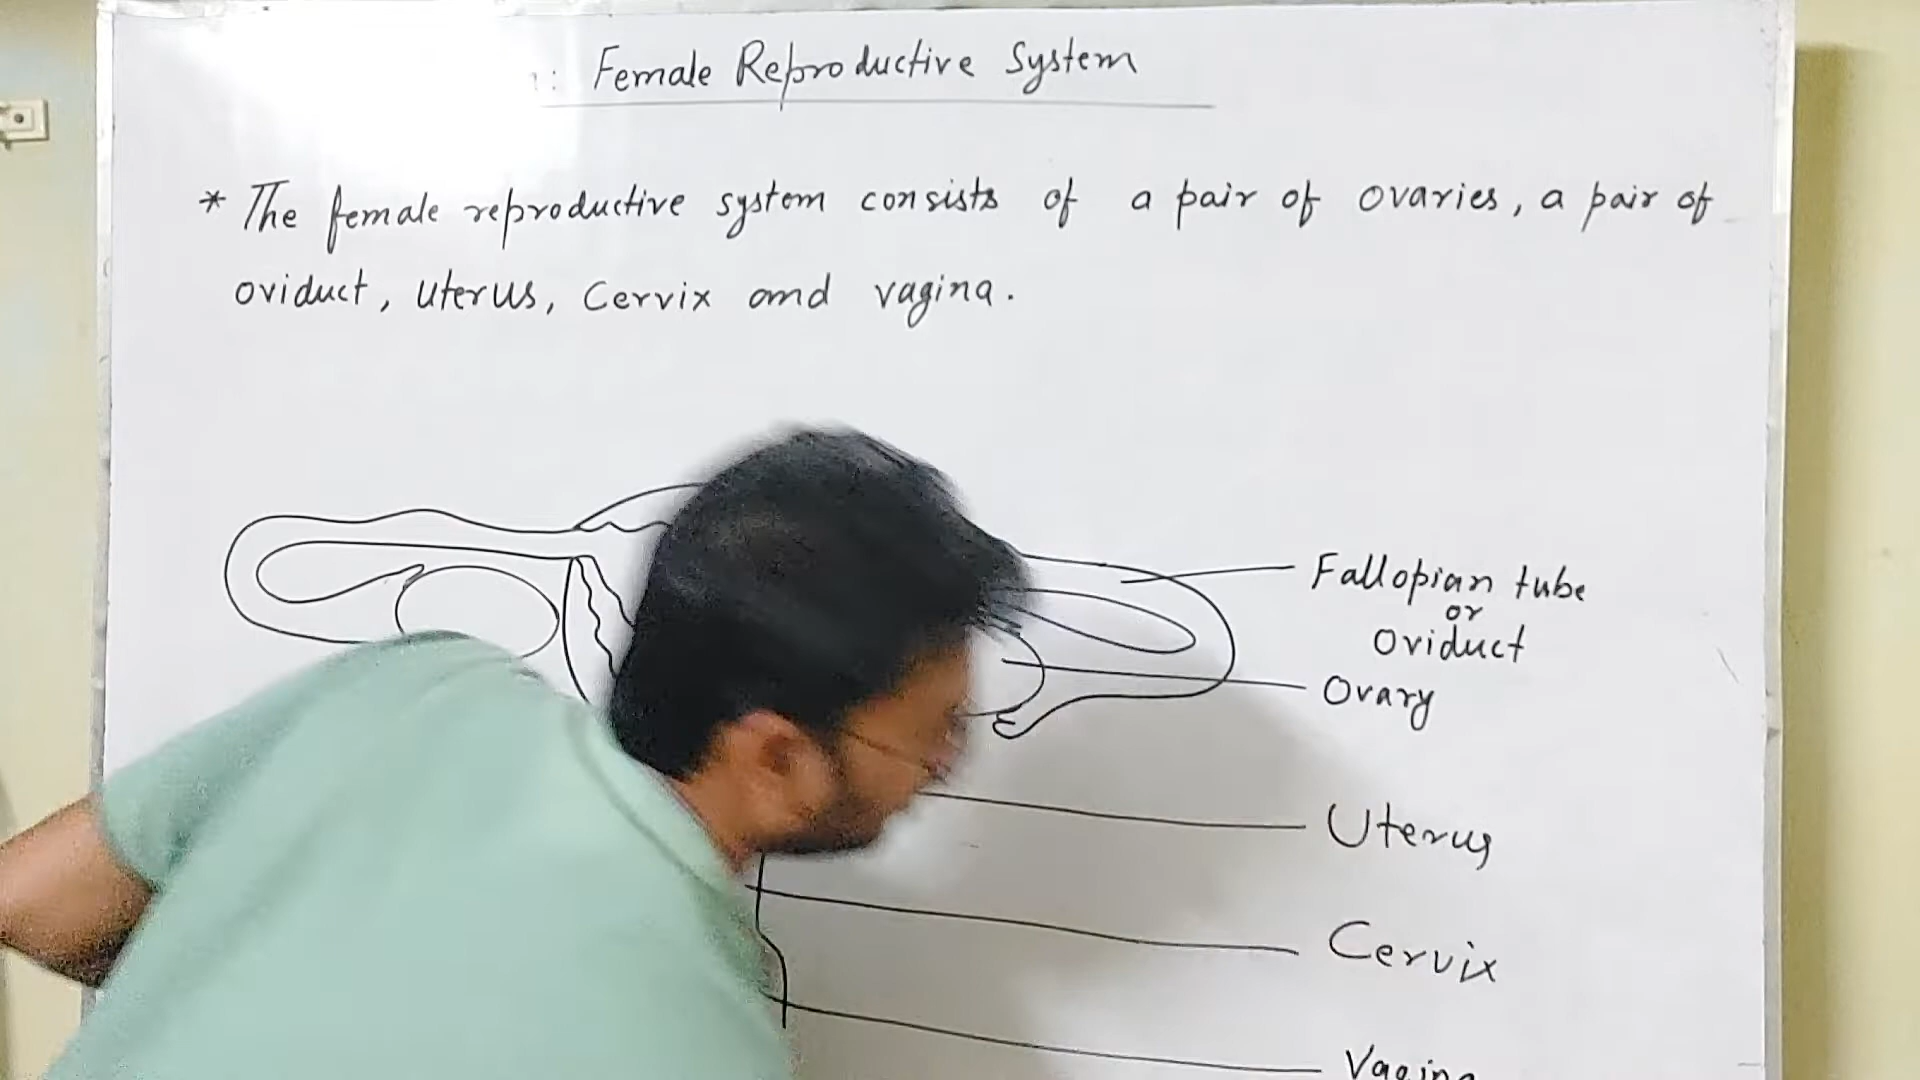 : Female Reproductive System
* The female reproductive system consists of a pair of ovaries, a pair of
oviduct, uterus, Cervix and vagina.
Fallopian tube
or
Oviduct
Ovary
Uterus
Cervix
Vagina